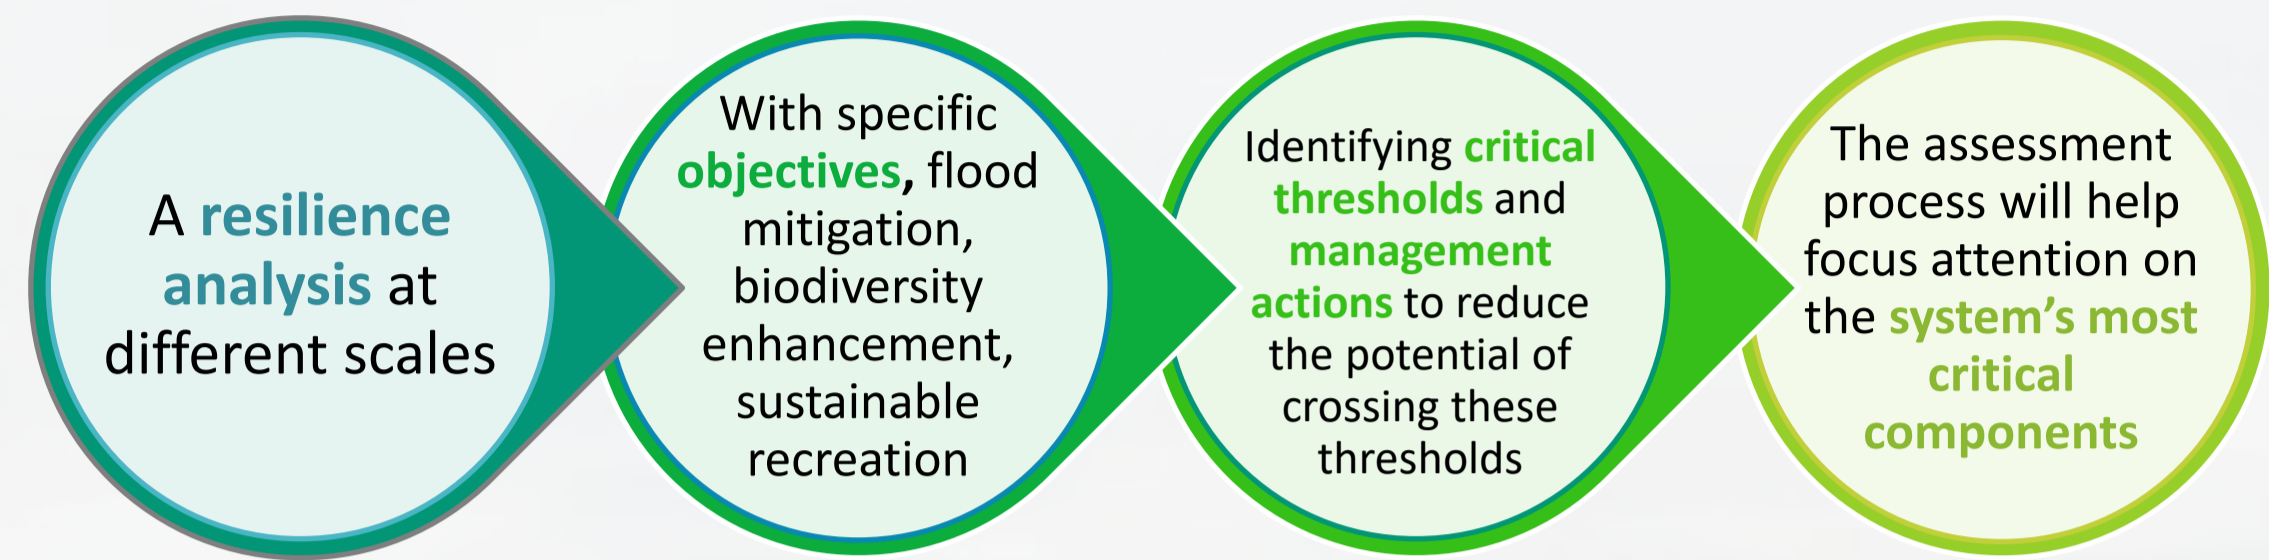 A resilience
analysis at
different scales
With specific
objectives, flood
mitigation,
biodiversity
enhancement,
sustainable
recreation
Identifying critical
thresholds and
management
actions to reduce
the potential of
crossing these
thresholds
The assessment
process will help
focus attention on
the system’s most
critical
components